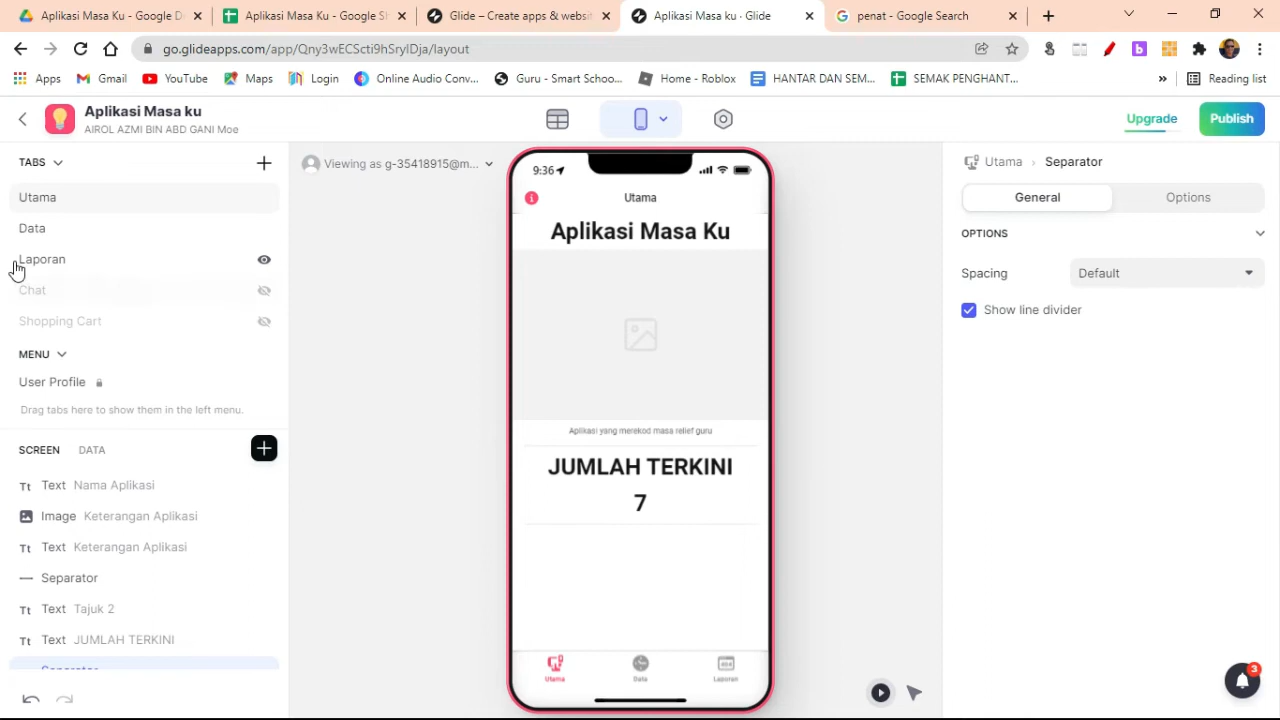 Aplikasi Masa Ku - Google D
Aplikasi Masa Ku - Google Sh
Glide – Create apps & websit
Aplikasi Masa ku · Glide
penat - Google Search
go.glideapps.com/app/Qny3wECScti9hSrylDja/layout
Apps
Gmail
YouTube
Maps
Login
Online Audio Conv...
Guru - Smart Schoo...
Home - Roblox
HANTAR DAN SEM...
SEMAK PENGHANT...
»
Reading list
Aplikasi Masa ku
AIROL AZMI BIN ABD GANI Moe
Upgrade
Publish
TABS
Utama
Data
Laporan
Chat
Shopping Cart
MENU
User Profile
Drag tabs here to show them in the left menu.
SCREEN DATA
Text Nama Aplikasi
Image Keterangan Aplikasi
Text Keterangan Aplikasi
Separator
Text Tajuk 2
Text JUMLAH TERKINI
Separator
Viewing as g-35418915@m...
9:36
Utama
Aplikasi Masa Ku
Aplikasi yang merekod masa relief guru
JUMLAH TERKINI
7
Utama
Data
Laporan
Utama › Separator
General
Options
OPTIONS
Spacing
Default
Show line divider
3